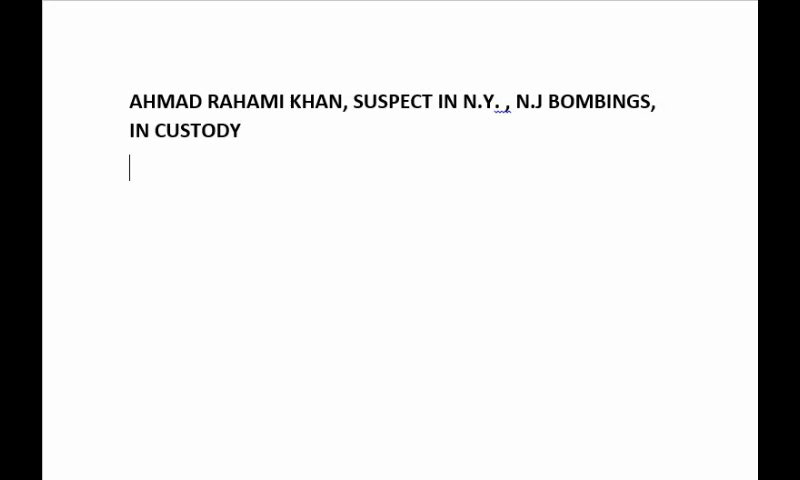 AHMAD RAHAMI KHAN, SUSPECT IN N.Y. , N.J BOMBINGS,
IN CUSTODY